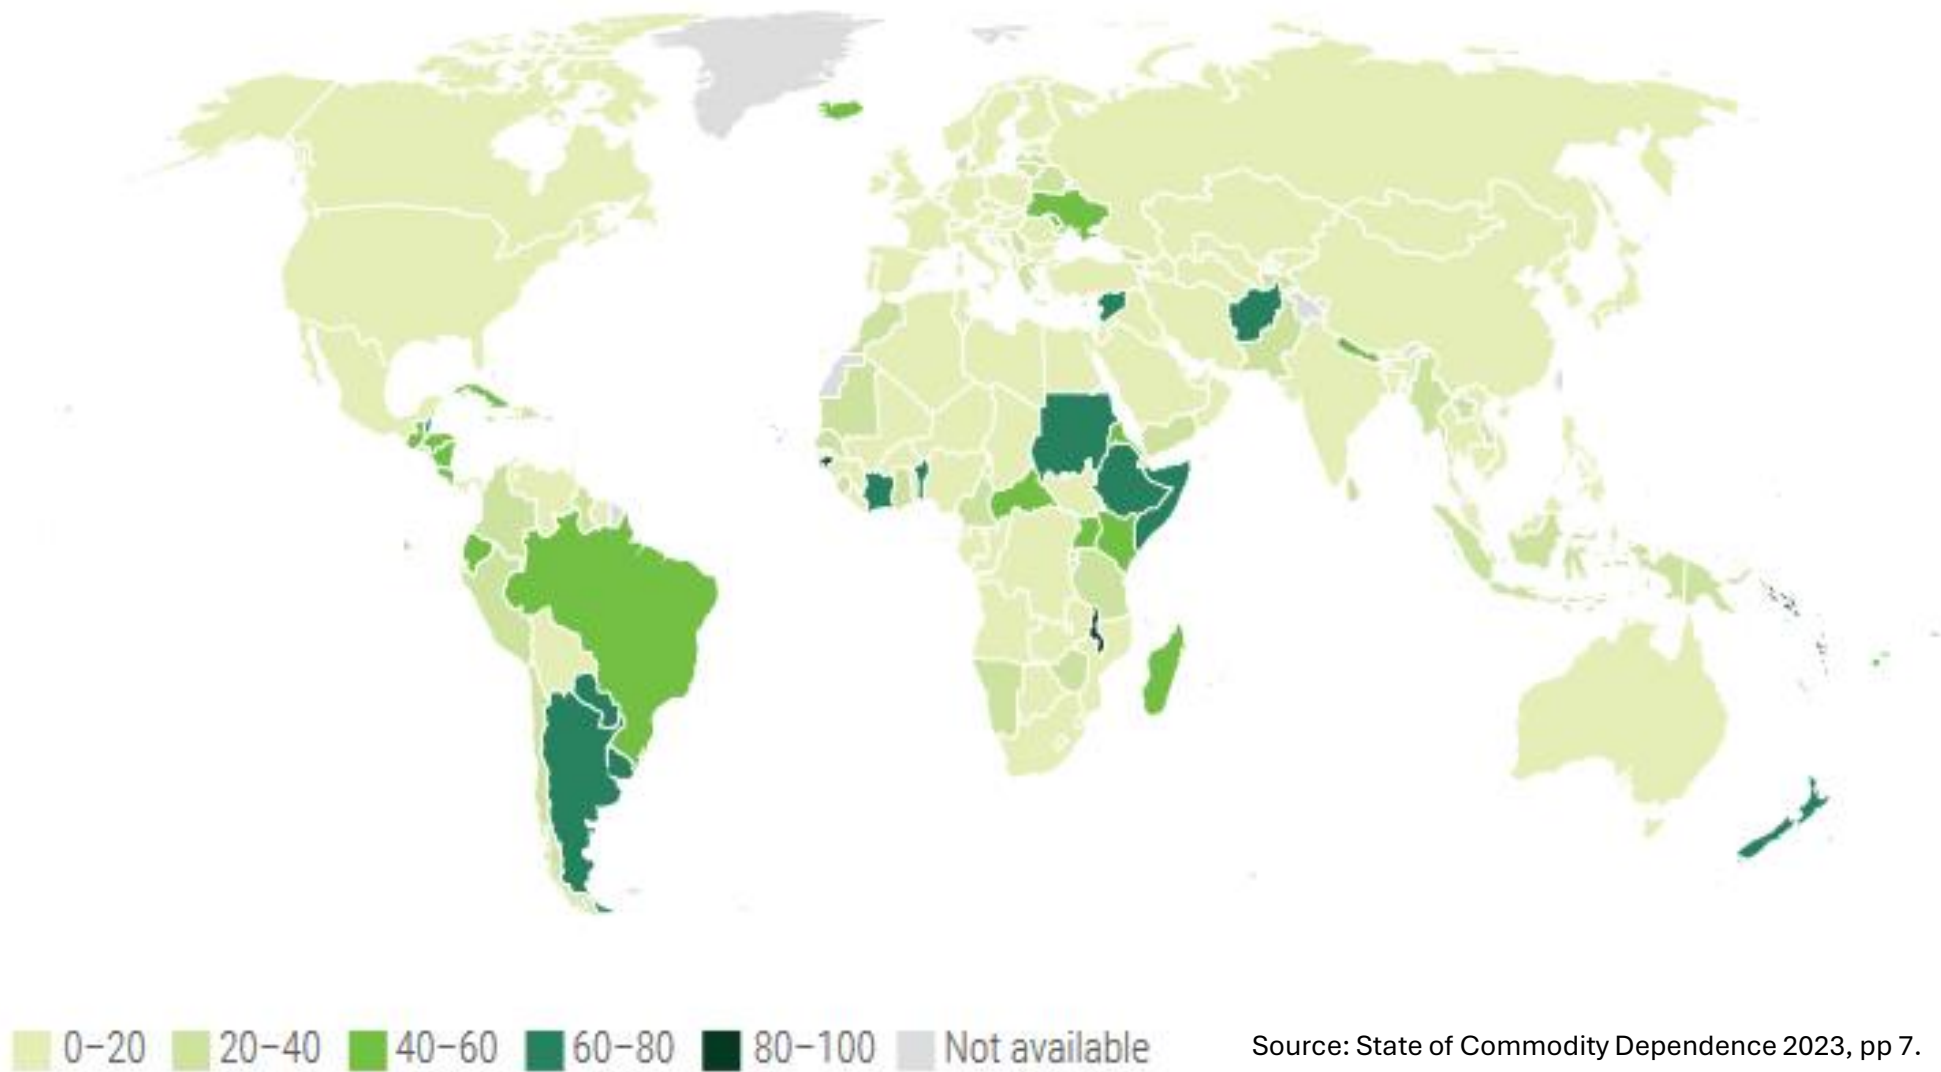 0–20 20–40 40–60 60–80 80–100 Not available Source: State of Commodity Dependence 2023, pp 7.